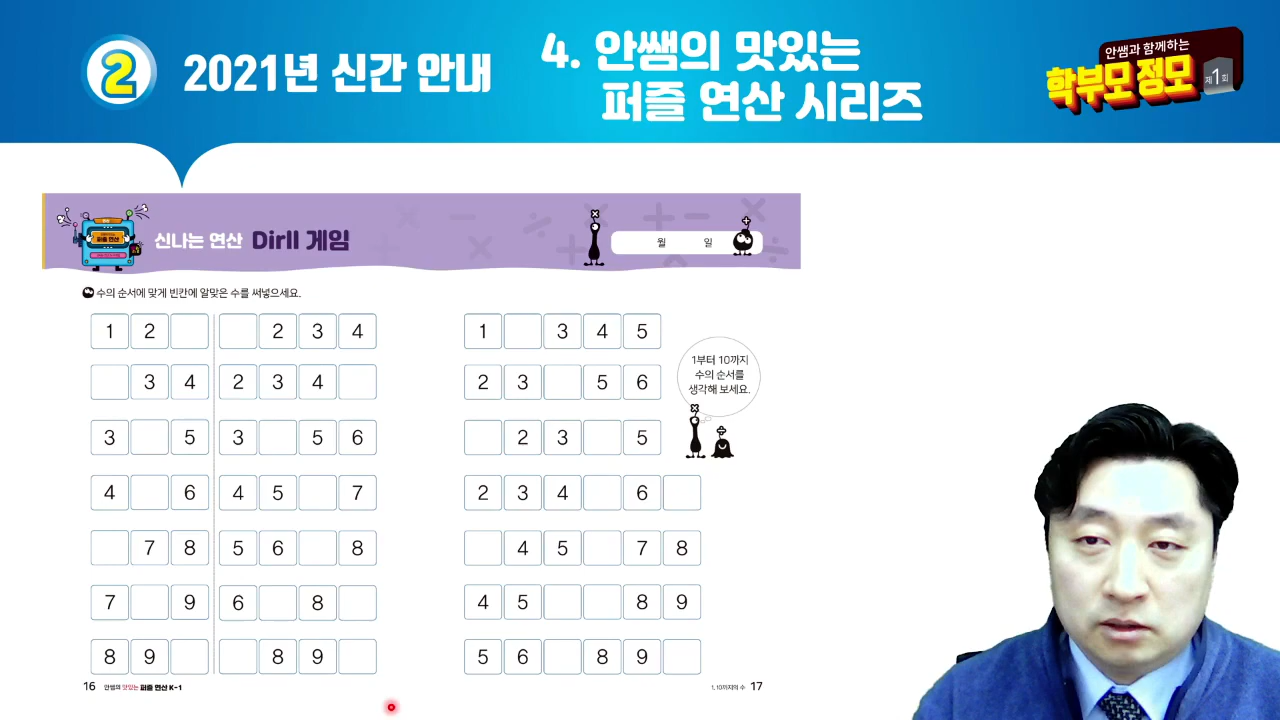 2
2021년 신간 안내
4. 안쌤의 맛있는
퍼즐 연산 시리즈
안쌤과 함께하는
학부모 정모 제1회
신나는 연산 Dirll 게임
월 일
수의 순서에 맞게 빈칸에 알맞은 수를 써넣으세요.
1 2 2 3 4
3 4 2 3 4
3 5 3 5 6
4 6 4 5 7
7 8 5 6 8
7 9 6 8
8 9 8 9
1 3 4 5
2 3 5 6
2 3 5
2 3 4 6
4 5 7 8
4 5 8 9
5 6 8 9
1부터 10까지
수의 순서를
생각해 보세요.
16 안쌤의 맛있는 퍼즐 연산 K-1
1. 10까지의 수 17